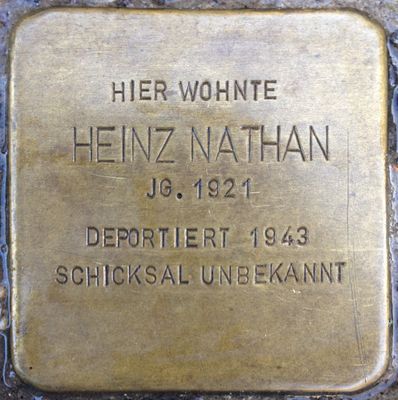 HIER WOHNTE
HEINZ NATHAN
JG. 1921
DEPORTIERT 1943
SCHICKSAL UNBEKANNT